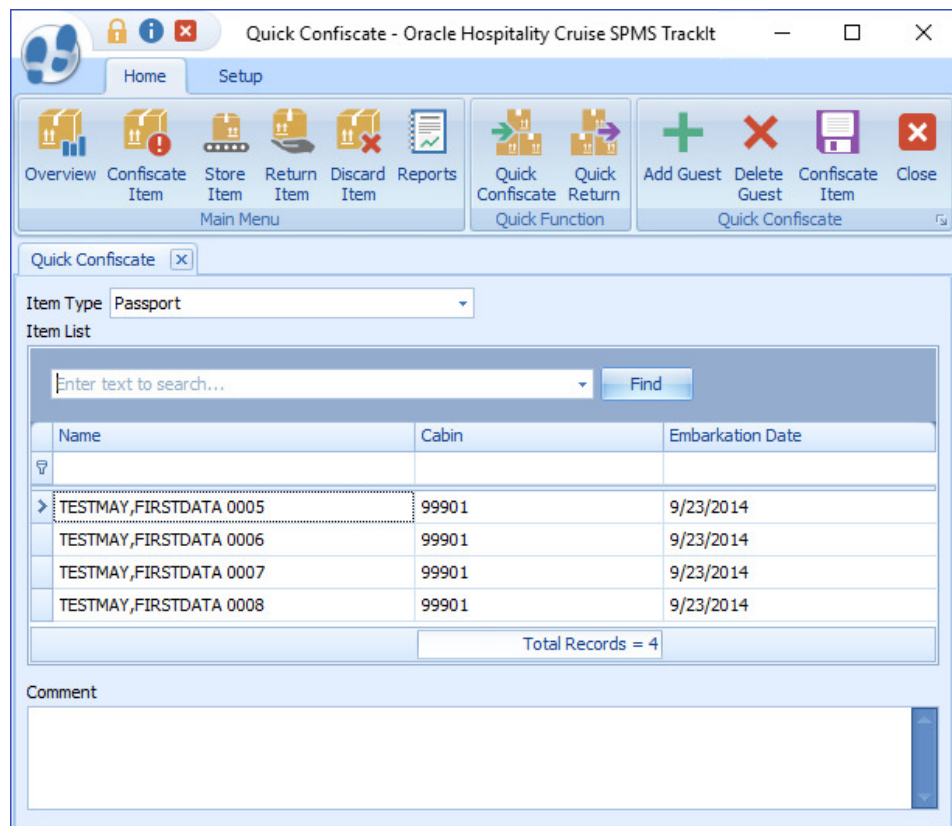 Quick Confiscate - Oracle Hospitality Cruise SPMS TrackIt
Home Setup
Overview Confiscate Item Store Item Return Item Discard Item Reports Quick Confiscate Quick Return Add Guest Delete Guest Confiscate Item Close
Main Menu Quick Function Quick Confiscate
Quick Confiscate
Item Type Passport
Item List
Enter text to search... Find
Name Cabin Embarkation Date
TESTMAY,FIRSTDATA 0005 99901 9/23/2014
TESTMAY,FIRSTDATA 0006 99901 9/23/2014
TESTMAY,FIRSTDATA 0007 99901 9/23/2014
TESTMAY,FIRSTDATA 0008 99901 9/23/2014
Total Records = 4
Comment